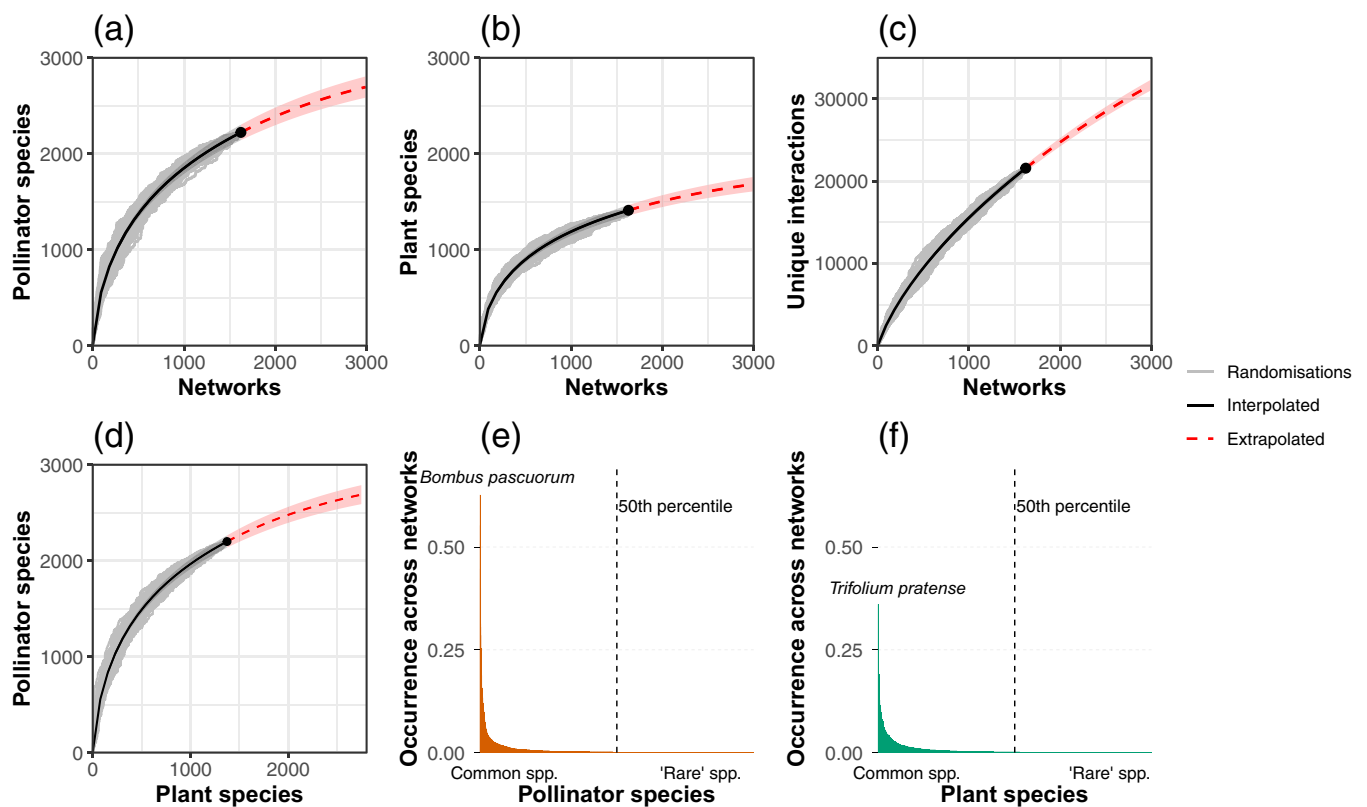 (a)
Pollinator species
3000
2000
1000
0
0 1000 2000 3000
Networks
(b)
Plant species
3000
2000
1000
0
0 1000 2000 3000
Networks
(c)
Unique interactions
30000
20000
10000
0
0 1000 2000 3000
Networks
Randomisations
Interpolated
Extrapolated
(d)
Pollinator species
3000
2000
1000
0
0 1000 2000
Plant species
(e)
Occurrence across networks
Bombus pascuorum
50th percentile
0.50
0.25
0.00
Common spp. 'Rare' spp.
Pollinator species
(f)
Occurrence across networks
50th percentile
0.50
Trifolium pratense
0.25
0.00
Common spp. 'Rare' spp.
Plant species